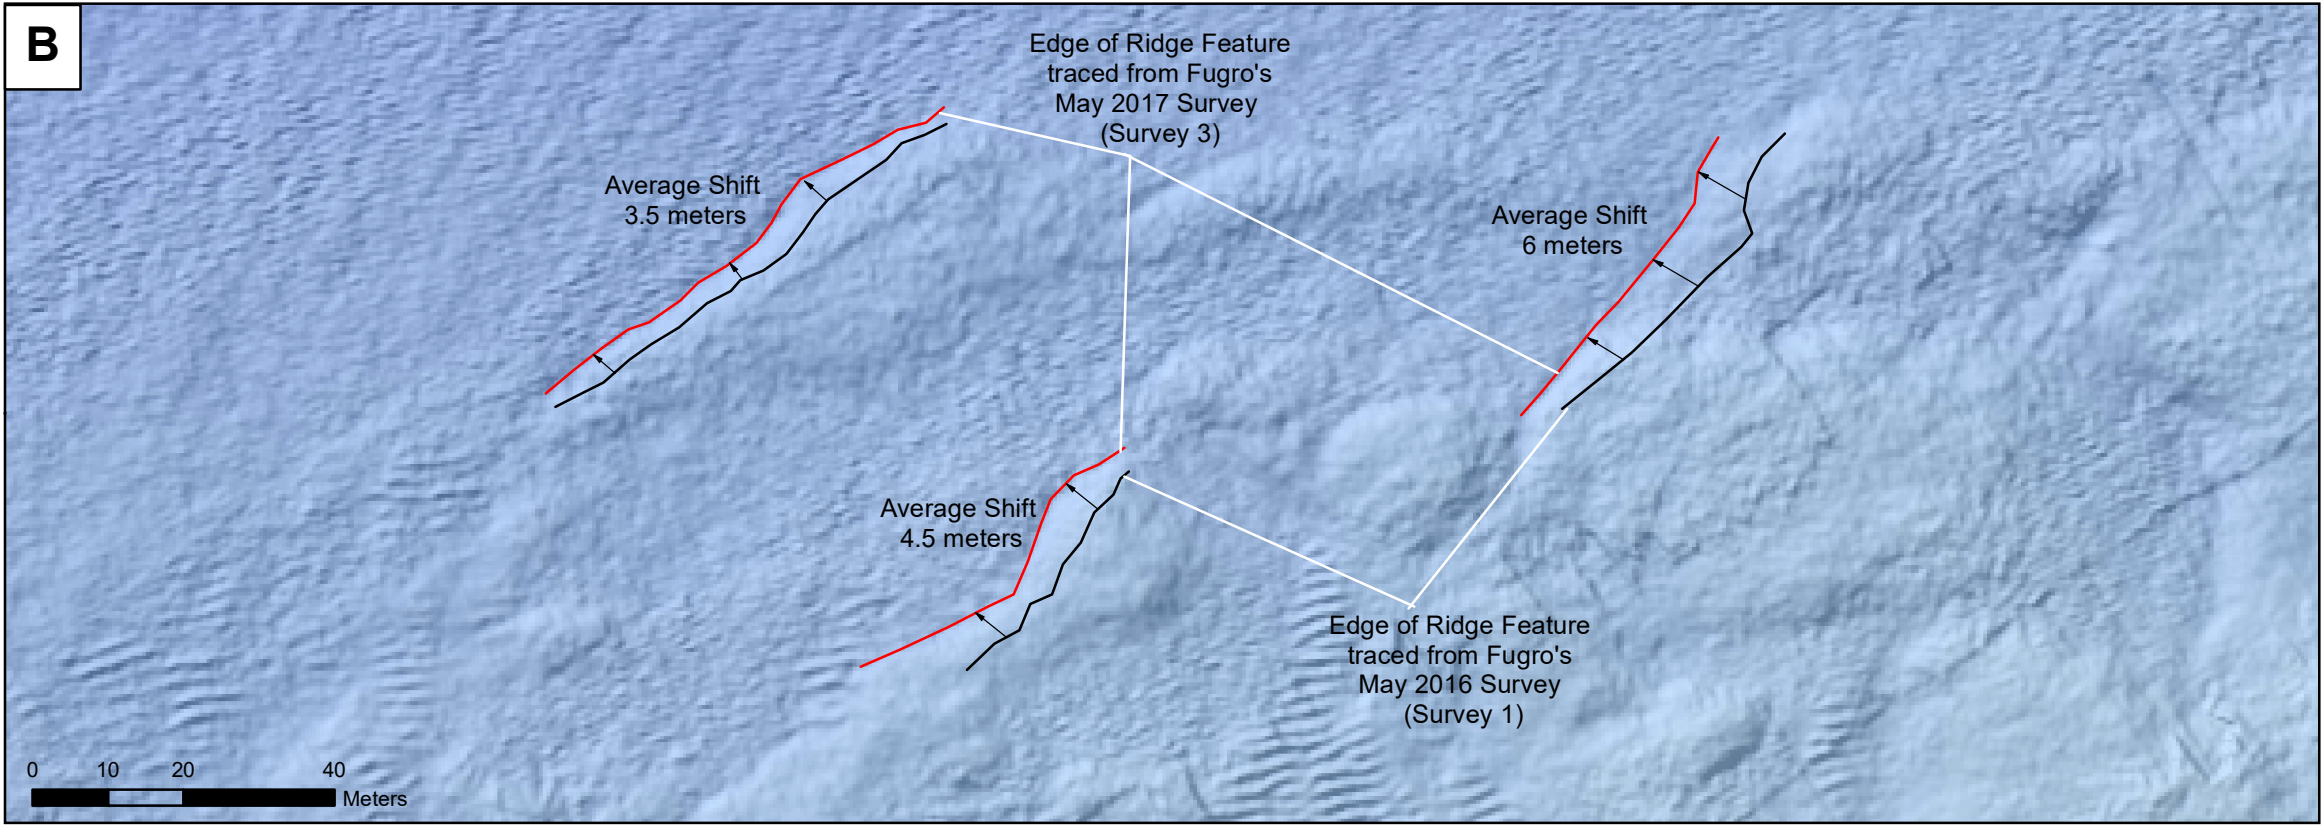 B
Edge of Ridge Feature
traced from Fugro's
May 2017 Survey
(Survey 3)
Average Shift
3.5 meters
Average Shift
6 meters
Average Shift
4.5 meters
Edge of Ridge Feature
traced from Fugro's
May 2016 Survey
(Survey 1)
0 10 20 40
Meters